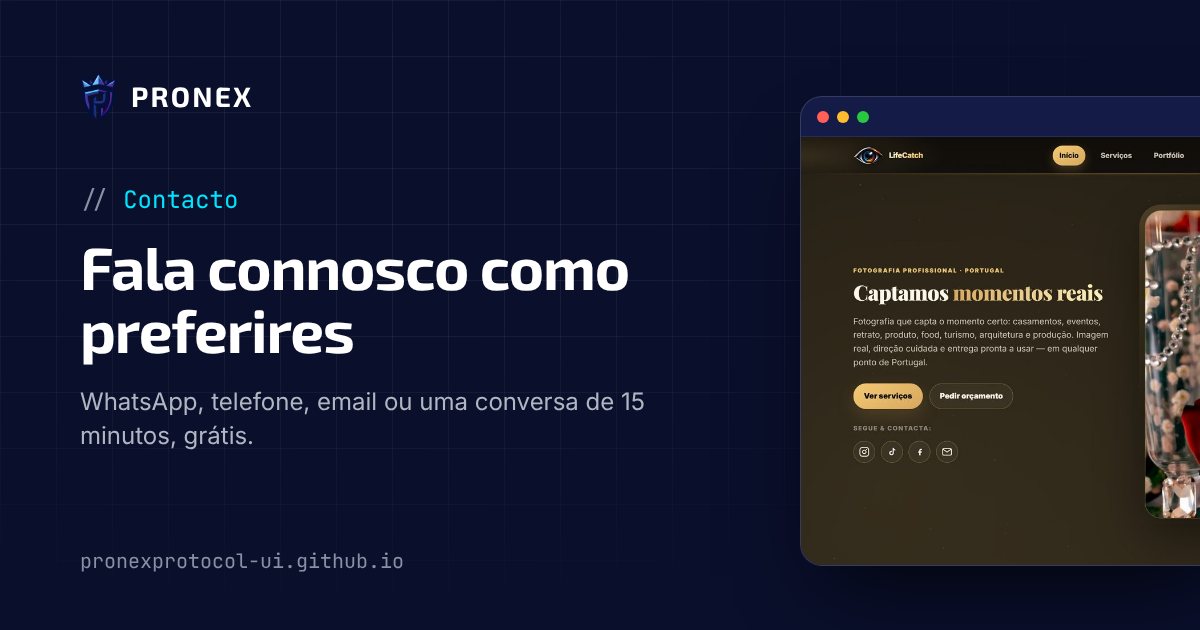 PRONEX
// Contacto
Fala connosco como
preferires
WhatsApp, telefone, email ou uma conversa de 15
minutos, grátis.
pronexprotocol-ui.github.io
LifeCatch
Início Serviços Portfólio
FOTOGRAFIA PROFISSIONAL · PORTUGAL
Captamos momentos reais
Fotografia que capta o momento certo: casamentos, eventos,
retrato, produto, food, turismo, arquitetura e produção. Imagem
real, direção cuidada e entrega pronta a usar — em qualquer
ponto de Portugal.
Ver serviços Pedir orçamento
SEGUE & CONTACTA: